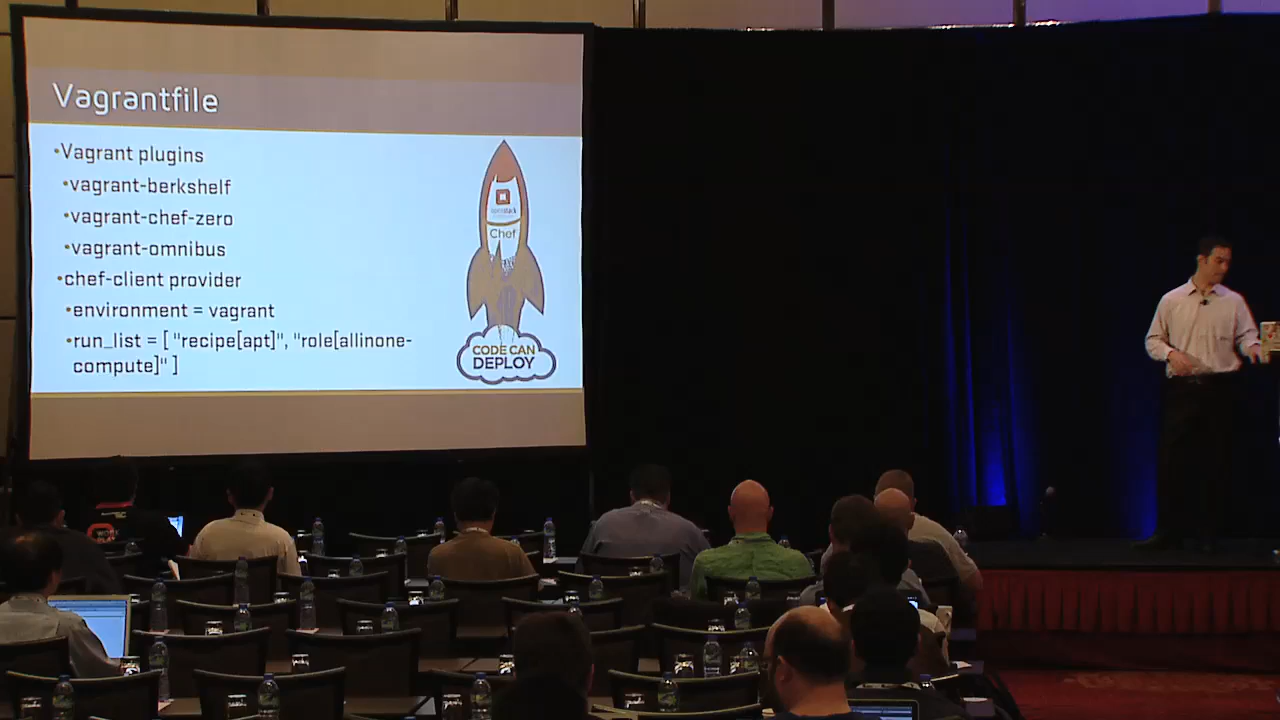 Vagrantfile
•Vagrant plugins
•vagrant-berkshelf
•vagrant-chef-zero
•vagrant-omnibus
•chef-client provider
•environment = vagrant
•run_list = [ "recipe[apt]", "role[allinone-
compute]" ]
openstack
Chef
CODE CAN
DEPLOY